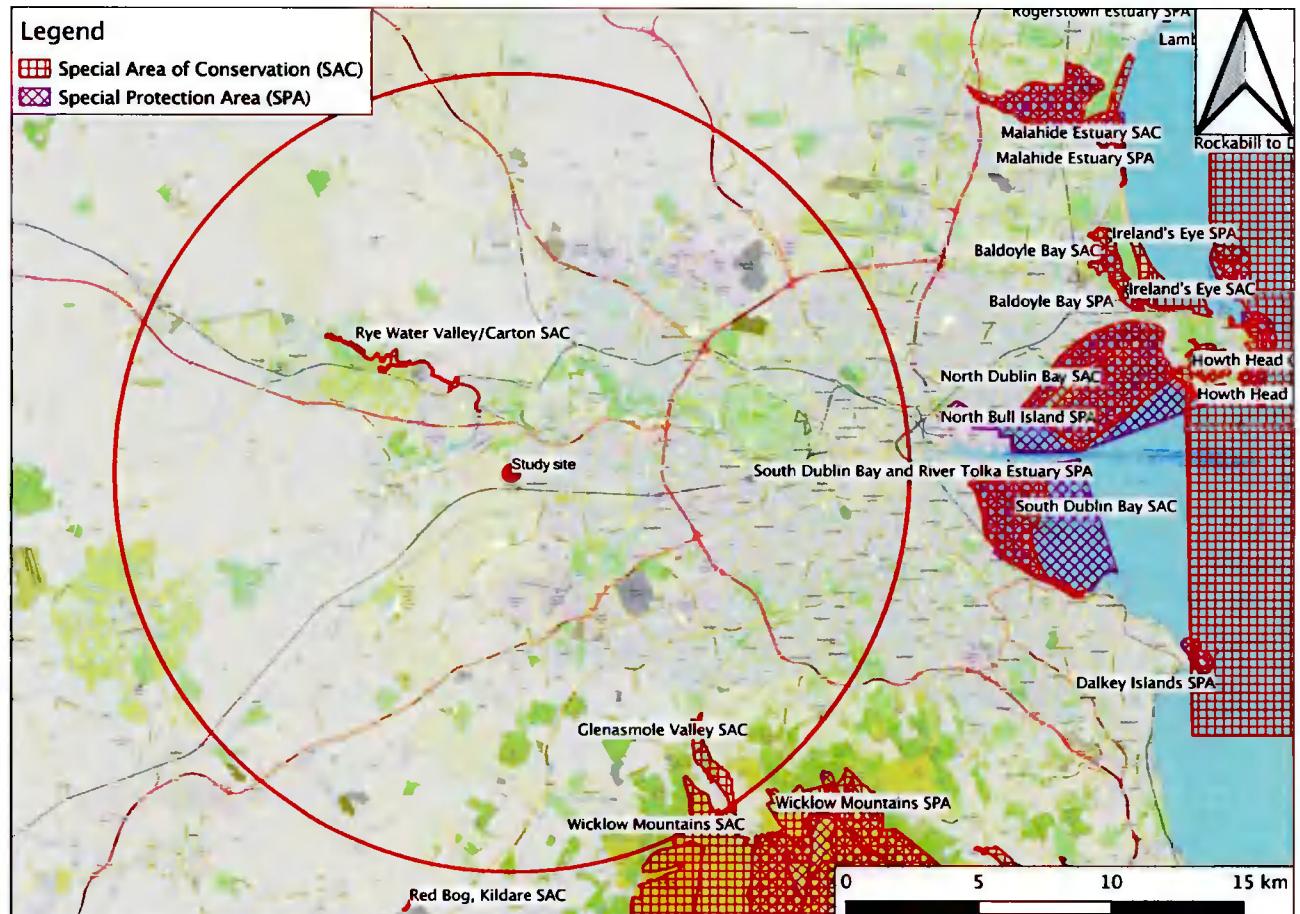 Legend
Special Area of Conservation (SAC)
Special Protection Area (SPA)
Rogerstown Estuary SPA
Lamb
Malahide Estuary SAC
Malahide Estuary SPA
Rockabill to D
Ireland's Eye SPA
Baldoyle Bay SAC
Ireland's Eye SAC
Baldoyle Bay SPA
Rye Water Valley/Carton SAC
Howth Head
North Dublin Bay SAC
Howth Head
North Bull Island SPA
Study site
South Dublin Bay and River Tolka Estuary SPA
South Dublin Bay SAC
Dalkey Islands SPA
Glenasmole Valley SAC
Wicklow Mountains SPA
Wicklow Mountains SAC
Red Bog, Kildare SAC
0 5 10 15 km